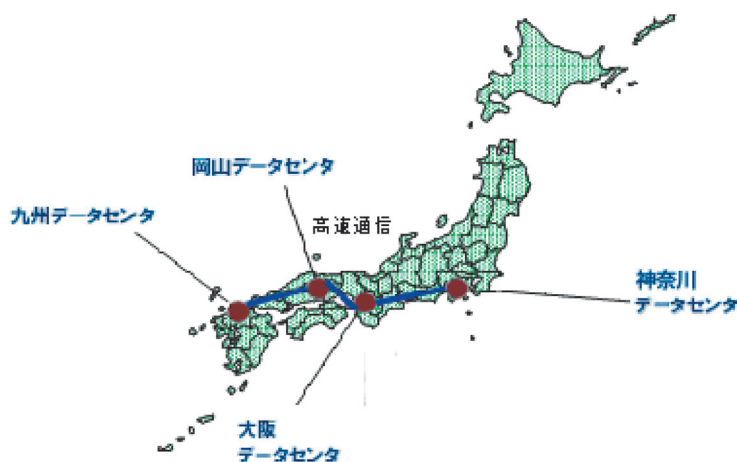 岡山データセンタ
九州データセンタ
高速通信
神奈川
データセンタ
大阪
データセンタ